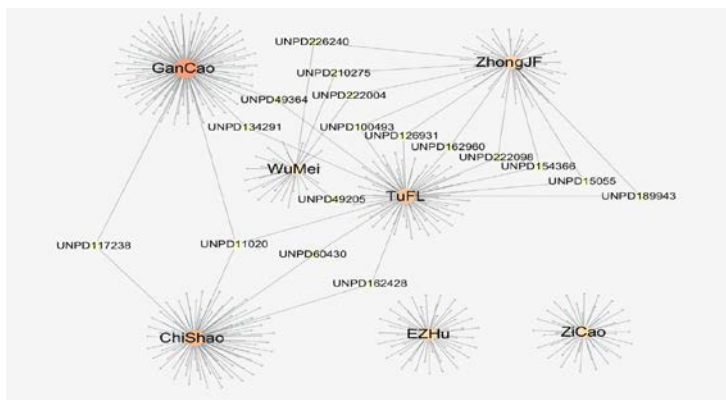 UNPD226240
ZhongJF
GanCao
UNPD210275
UNPD222004
UNPD49364
UNPD134291
UNPD100493
UNPD126931
UNPD162960
UNPD222098
UNPD154366
WuMei
UNPD15055
UNPD49205
TuFL
UNPD189943
UNPD117238
UNPD11020
UNPD60430
UNPD162428
ChiShao
EZHu
ZiCao